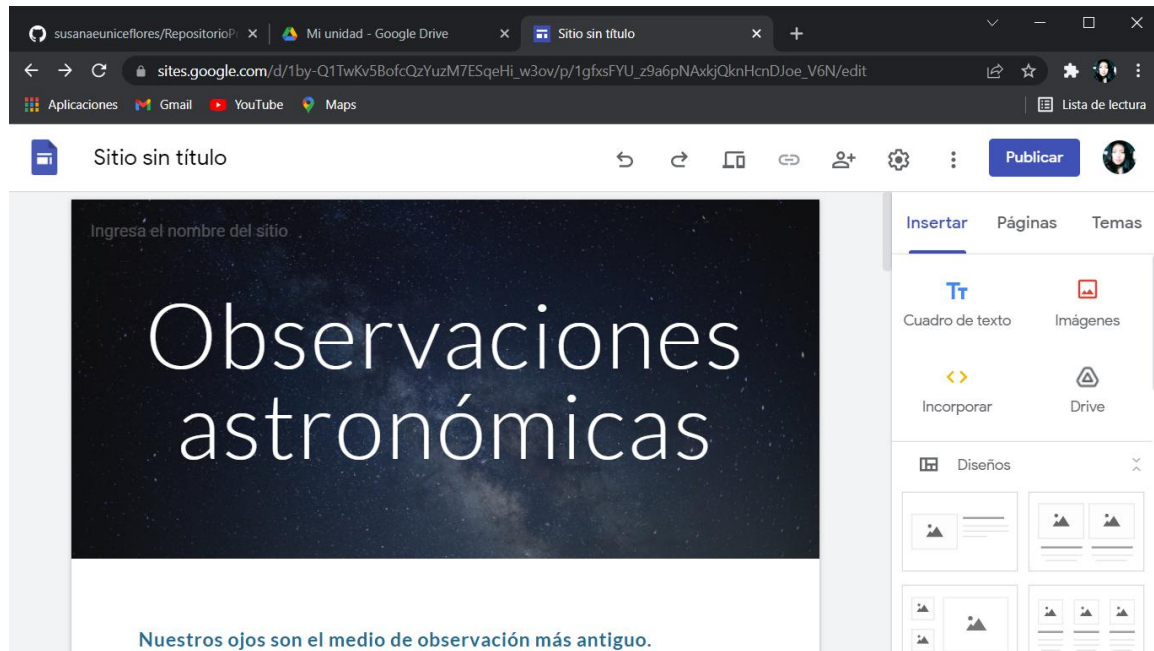 susanaeuniceflores/RepositorioP
Mi unidad - Google Drive
Sitio sin título
sites.google.com/d/1by-Q1TwKv5BofcQzYuzM7ESqeHi_w3ov/p/1gfxsFYU_z9a6pNAxkjQknHcnDJoe_V6N/edit
Aplicaciones
Gmail
YouTube
Maps
Lista de lectura
Sitio sin título
Publicar
Ingresa el nombre del sitio
Observaciones
astronómicas
Nuestros ojos son el medio de observación más antiguo.
Insertar
Páginas
Temas
Cuadro de texto
Imágenes
Incorporar
Drive
Diseños